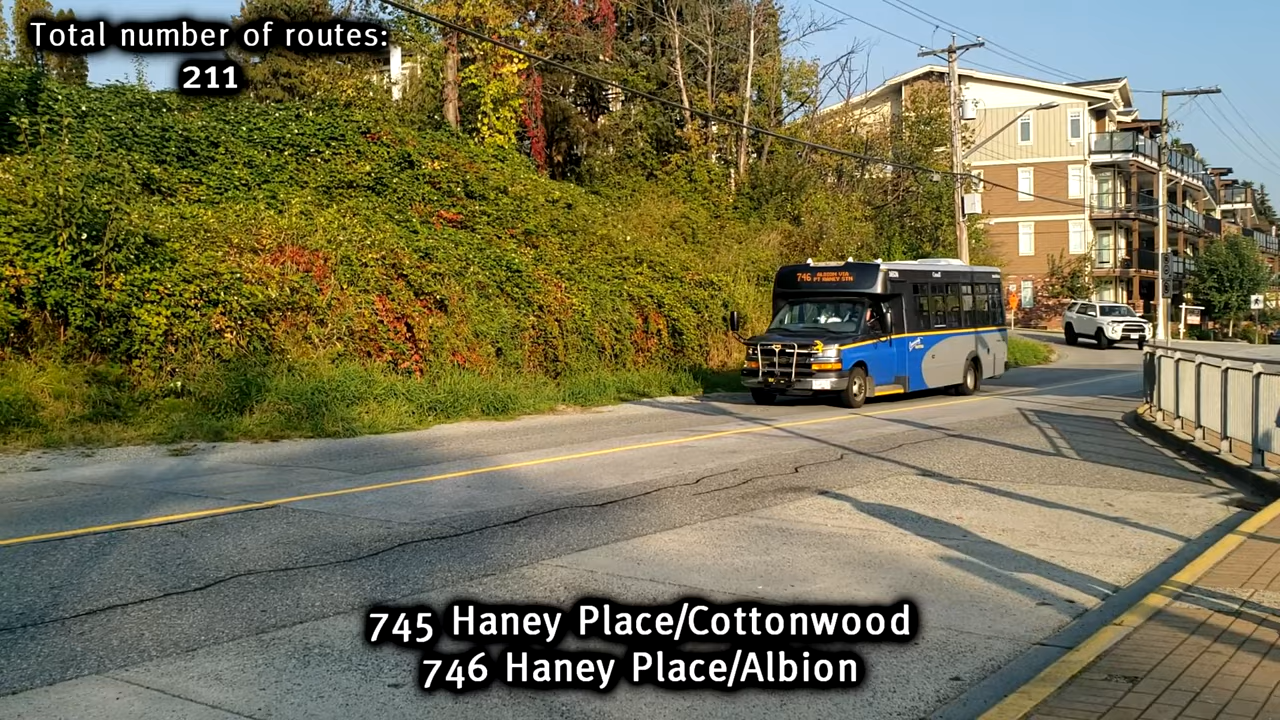 Total number of routes:
211
746 ALBION VIA
PT HANEY STN
745 Haney Place/Cottonwood
746 Haney Place/Albion